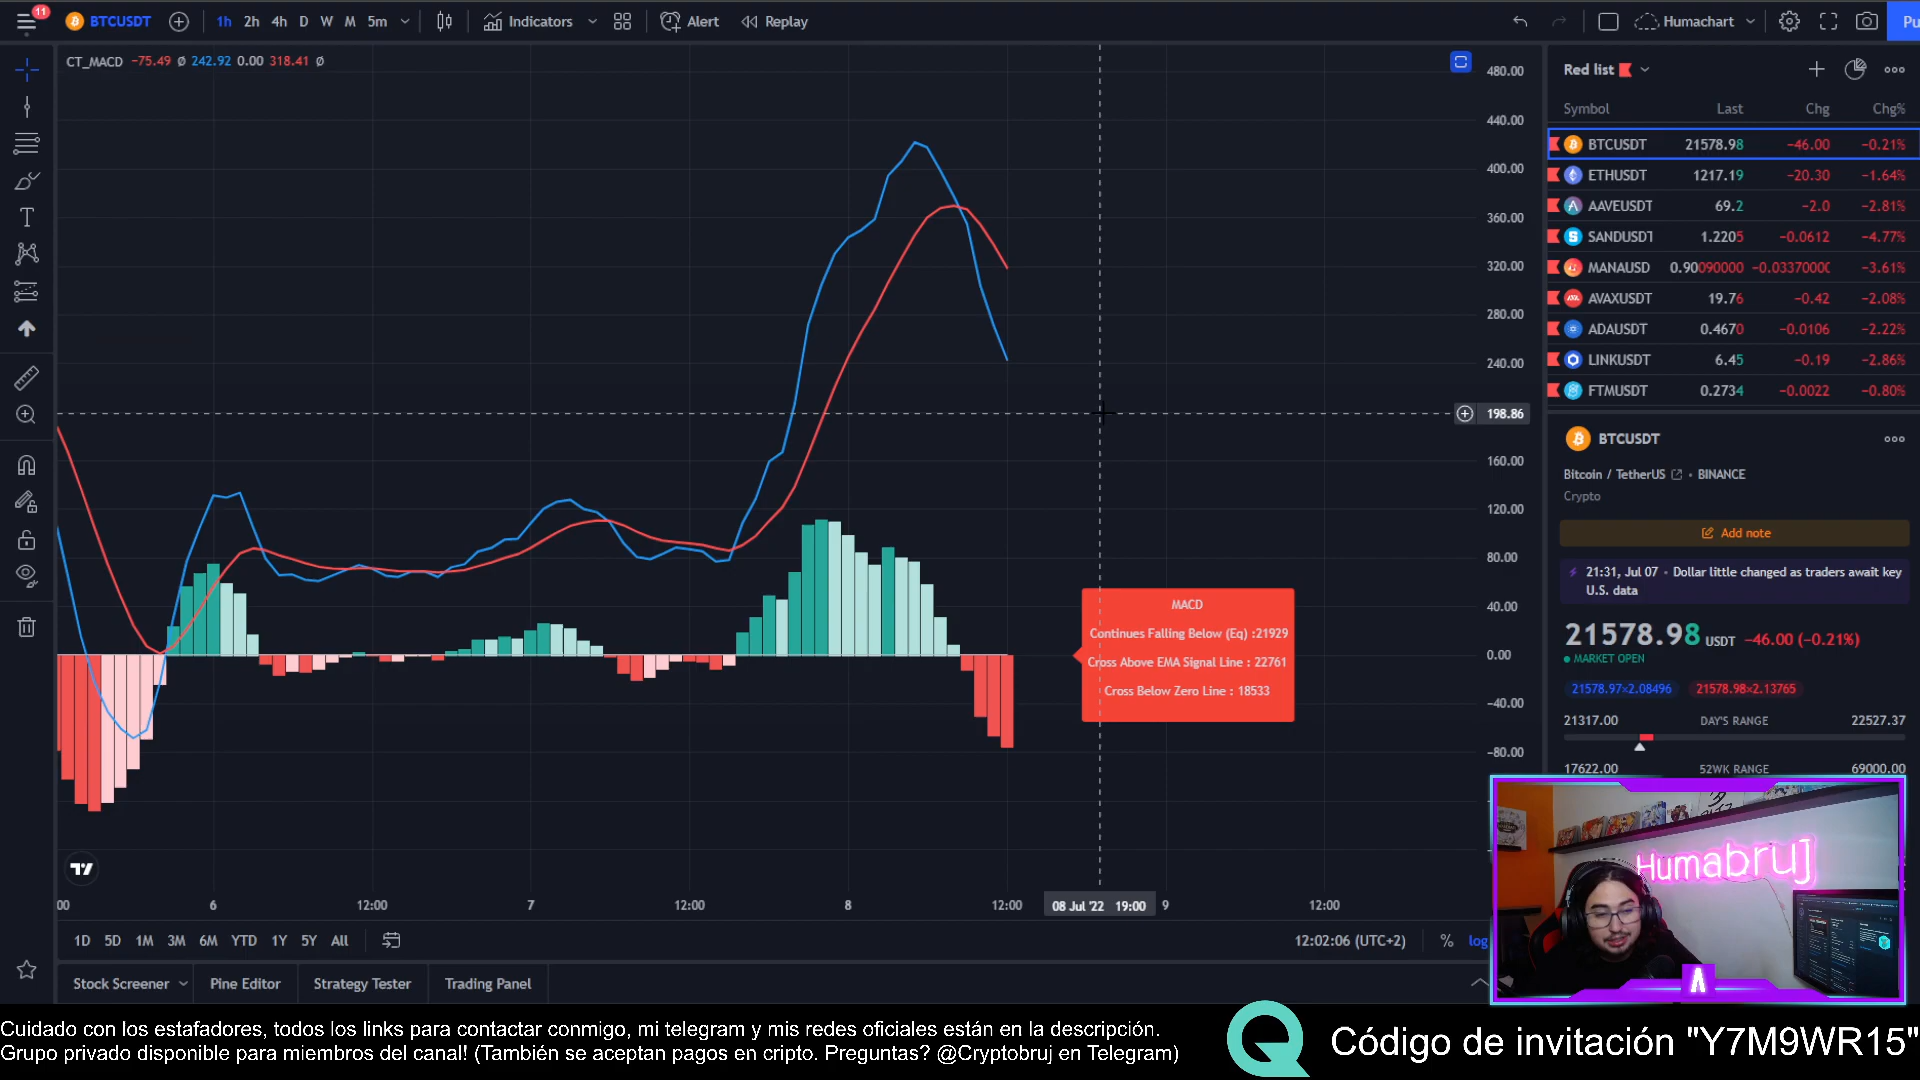 11
BTCUSDT 1h 2h 4h D W M 5m Indicators Alert Replay Humachart Pu
CT_MACD −75.49 Ø 242.92 0.00 318.41 Ø
480.00
440.00
400.00
360.00
320.00
280.00
240.00
198.86
160.00
120.00
80.00
40.00
0.00
−40.00
−80.00
MACD
Continues Falling Below (Eq) :21929
Cross Above EMA Signal Line : 22761
Cross Below Zero Line : 18533
00 6 12:00 7 12:00 8 12:00 08 Jul '22 19:00 9 12:00
1D 5D 1M 3M 6M YTD 1Y 5Y All 12:02:06 (UTC+2) % log
Stock Screener Pine Editor Strategy Tester Trading Panel
Red list
Symbol Last Chg Chg%
BTCUSDT 21578.98 −46.00 −0.21%
ETHUSDT 1217.19 −20.30 −1.64%
AAVEUSDT 69.2 −2.0 −2.81%
SANDUSDT 1.2205 −0.0612 −4.77%
MANAUSD 0.90090000 −0.0337000C −3.61%
AVAXUSDT 19.76 −0.42 −2.08%
ADAUSDT 0.4670 −0.0106 −2.22%
LINKUSDT 6.45 −0.19 −2.86%
FTMUSDT 0.2734 −0.0022 −0.80%
BTCUSDT
Bitcoin / TetherUS • BINANCE
Crypto
Add note
21:31, Jul 07 • Dollar little changed as traders await key
U.S. data
21578.98 USDT −46.00 (−0.21%)
MARKET OPEN
21578.97×2.08496 21578.98×2.13765
21317.00 DAY'S RANGE 22527.37
17622.00 52WK RANGE 69000.00
Humabruj
Cuidado con los estafadores, todos los links para contactar conmigo, mi telegram y mis redes oficiales están en la descripción.
Grupo privado disponible para miembros del canal! (También se aceptan pagos en cripto. Preguntas? @Cryptobruj en Telegram)
Código de invitación "Y7M9WR15"